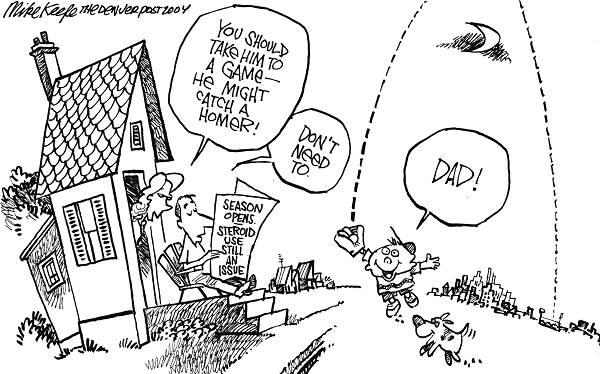 Mike Keefe THE DENVER POST 2004
YOU SHOULD
TAKE HIM TO
A GAME—
HE MIGHT
CATCH A
HOMER!
DON'T
NEED
TO.
SEASON
OPENS.
STEROID
USE
STILL
AN
ISSUE
DAD!